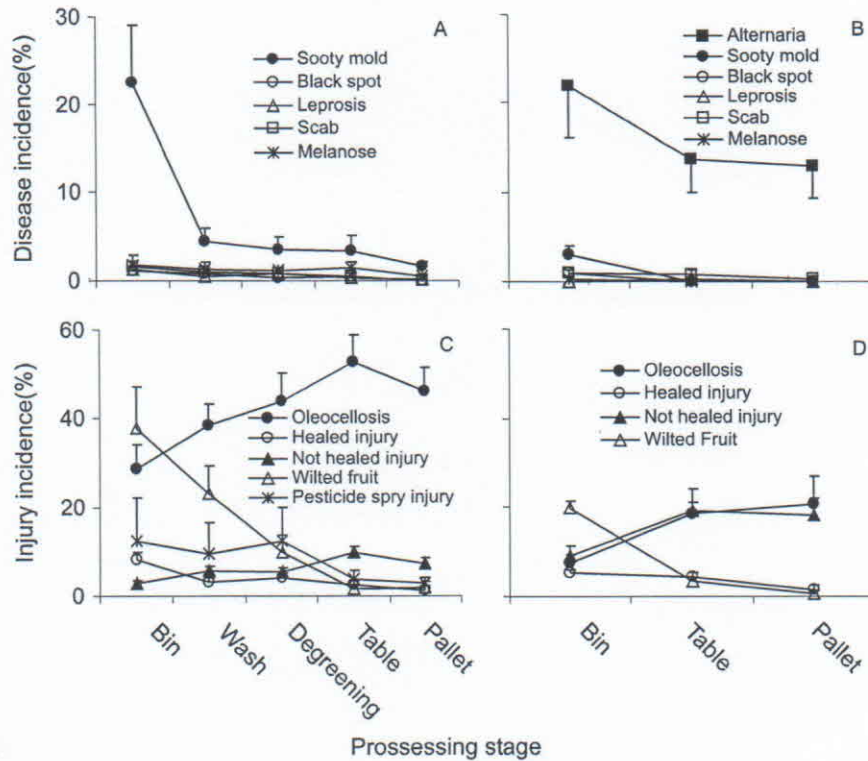 A
B
Disease incidence(%)
30
20
10
0
Sooty mold
Black spot
Leprosis
Scab
Melanose
Alternaria
Sooty mold
Black spot
Leprosis
Scab
Melanose
C
D
Injury incidence(%)
60
40
20
0
Oleocellosis
Healed injury
Not healed injury
Wilted fruit
Pesticide spry injury
Oleocellosis
Healed injury
Not healed injury
Wilted Fruit
Bin
Wash
Degreening
Table
Pallet
Bin
Table
Pallet
Prossessing stage